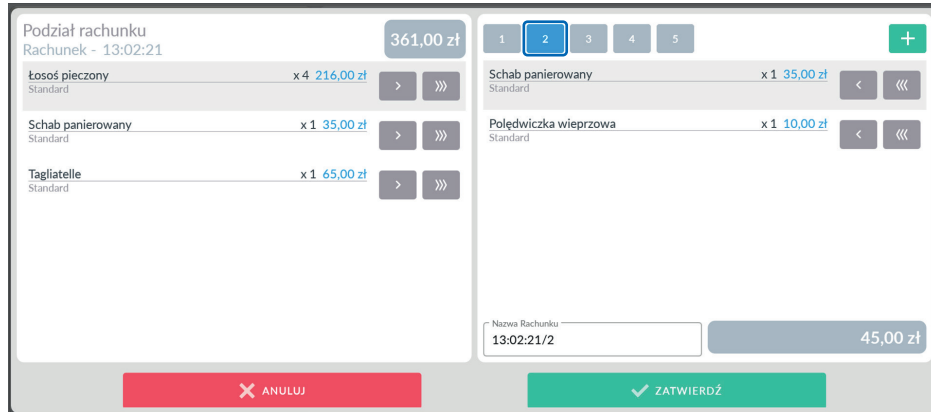 Podział rachunku
Rachunek - 13:02:21
361,00 zł
Łosoś pieczony x 4 216,00 zł
Standard
Schab panierowany x 1 35,00 zł
Standard
Tagliatelle x 1 65,00 zł
Standard
1 2 3 4 5 +
Schab panierowany x 1 35,00 zł
Standard
Polędwiczka wieprzowa x 1 10,00 zł
Standard
Nazwa Rachunku
13:02:21/2
45,00 zł
ANULUJ
ZATWIERDŹ